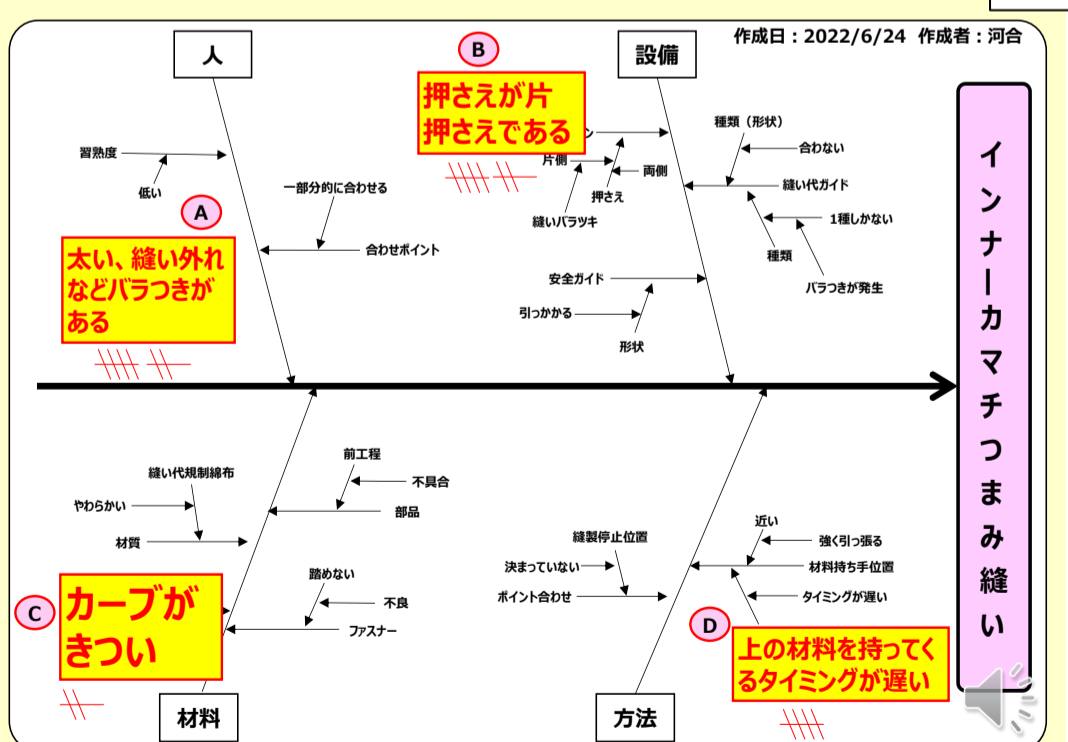 作成日：2022/6/24 作成者：河合
人
B
設備
押さえが片
押さえである
ン
種類（形状）
合わない
習熟度
低い
片側
両側
押さえ
縫いバラツキ
縫い代ガイド
1種しかない
種類
バラつきが発生
一部分的に合わせる
合わせポイント
A
太い、縫い外れ
などバラつきが
ある
安全ガイド
引っかかる
形状
インナーカマチつまみ縫い
縫い代規制綿布
やわらかい
材質
前工程
不具合
部品
C
カーブが
きつい
踏めない
不良
ファスナー
縫製停止位置
決まっていない
ポイント合わせ
近い
強く引っ張る
材料持ち手位置
タイミングが遅い
D
上の材料を持ってく
るタイミングが遅い
材料
方法